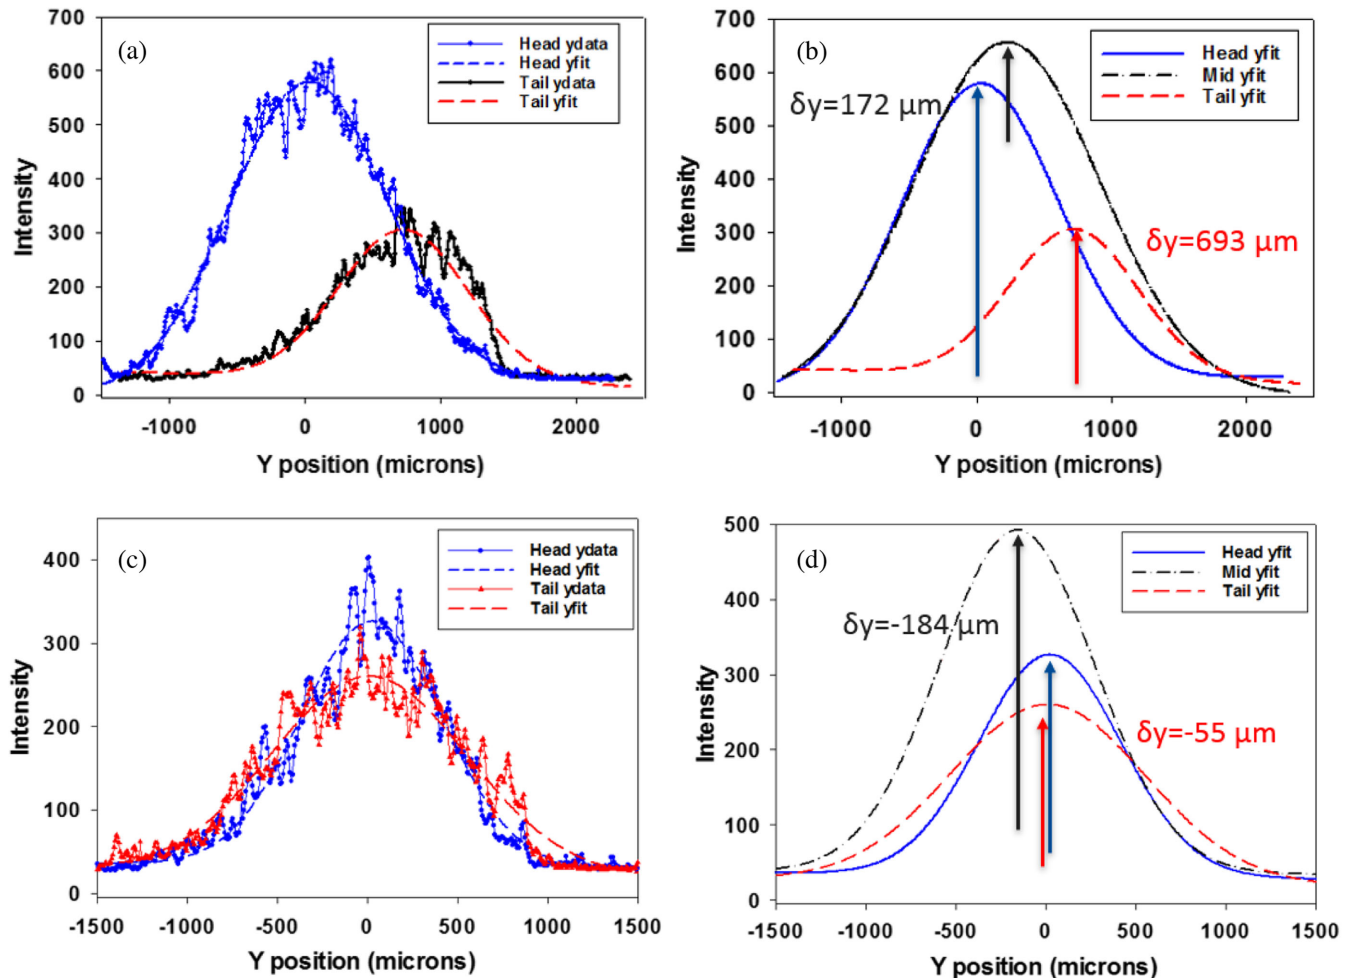 (a)
Head ydata
Head yfit
Tail ydata
Tail yfit
700
600
500
400
300
200
100
0
Intensity
-1000 0 1000 2000
Y position (microns)
(b)
Head yfit
Mid yfit
Tail yfit
δy=172 µm
δy=693 µm
700
600
500
400
300
200
100
0
Intensity
-1000 0 1000 2000
Y position (microns)
(c)
Head ydata
Head yfit
Tail ydata
Tail yfit
400
300
200
100
0
Intensity
-1500 -1000 -500 0 500 1000 1500
Y position (microns)
(d)
Head yfit
Mid yfit
Tail yfit
δy=-184 µm
δy=-55 µm
500
400
300
200
100
0
Intensity
-1500 -1000 -500 0 500 1000 1500
Y position (microns)